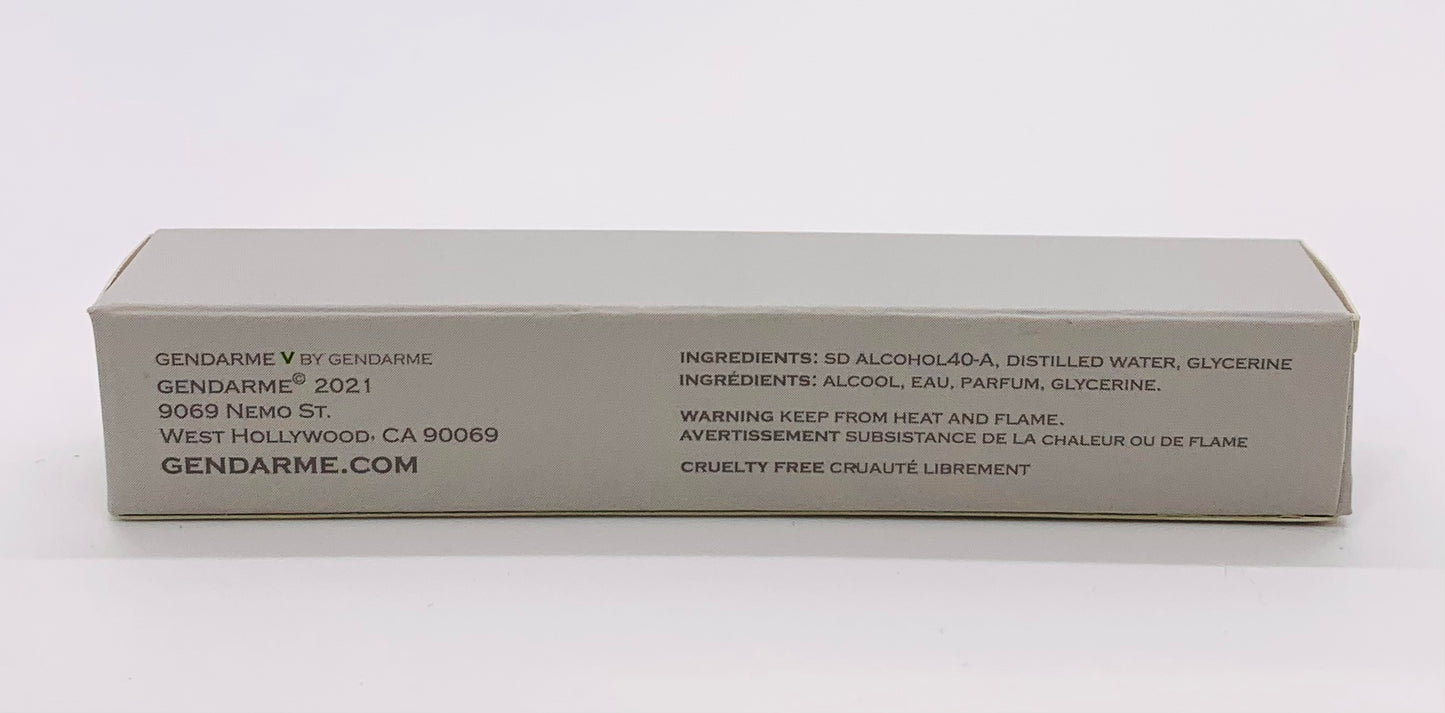 GENDARME V BY GENDARME
GENDARME© 2021
9069 NEMO ST.
WEST HOLLYWOOD, CA 90069
GENDARME.COM
INGREDIENTS: SD ALCOHOL40-A, DISTILLED WATER, GLYCERINE
INGRÉDIENTS: ALCOOL, EAU, PARFUM, GLYCERINE.
WARNING KEEP FROM HEAT AND FLAME.
AVERTISSEMENT SUBSISTANCE DE LA CHALEUR OU DE FLAME
CRUELTY FREE CRUAUTÉ LIBREMENT